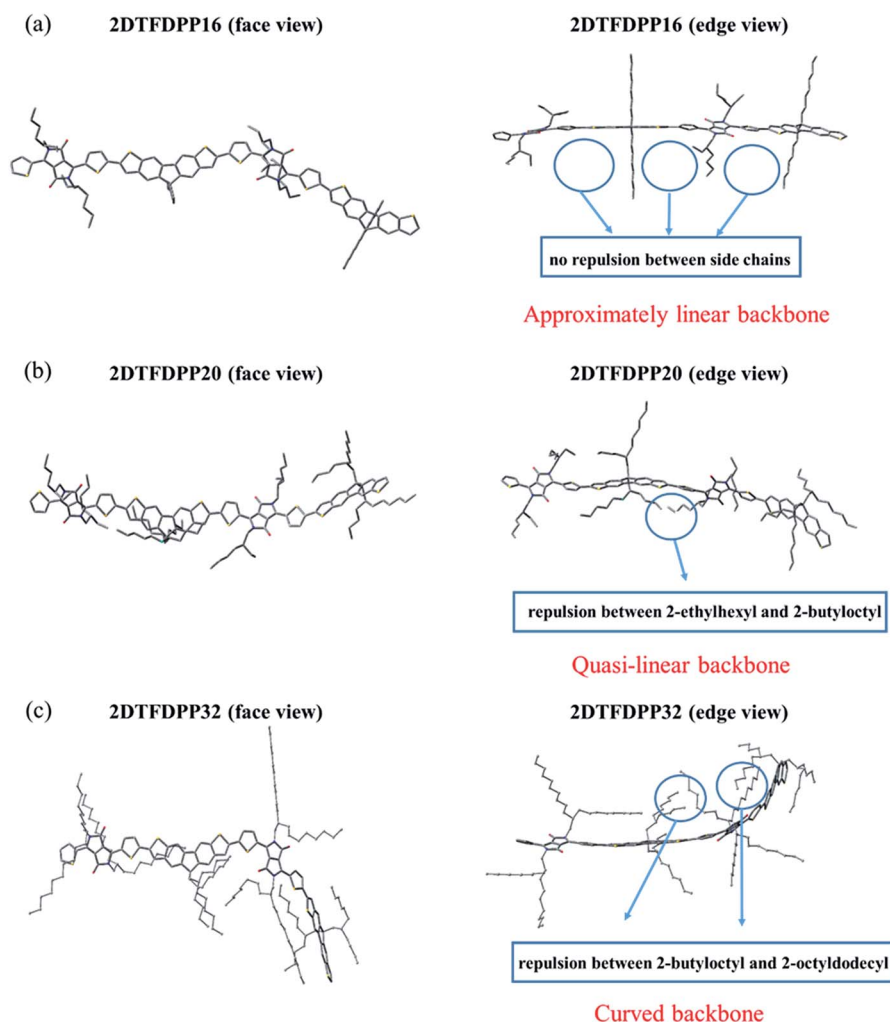 (a)
2DTFDPP16 (face view)
2DTFDPP16 (edge view)
no repulsion between side chains
Approximately linear backbone
(b)
2DTFDPP20 (face view)
2DTFDPP20 (edge view)
repulsion between 2-ethylhexyl and 2-butyloctyl
Quasi-linear backbone
(c)
2DTFDPP32 (face view)
2DTFDPP32 (edge view)
repulsion between 2-butyloctyl and 2-octyldodecyl
Curved backbone